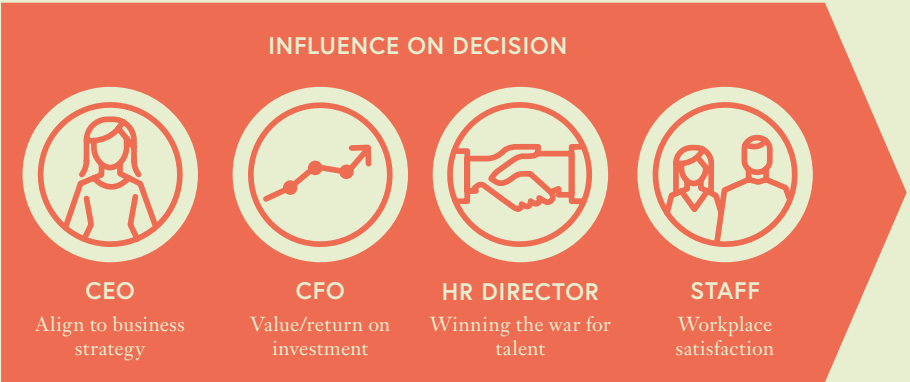 INFLUENCE ON DECISION
CEO
Align to business
strategy
CFO
Value/return on
investment
HR DIRECTOR
Winning the war for
talent
STAFF
Workplace
satisfaction